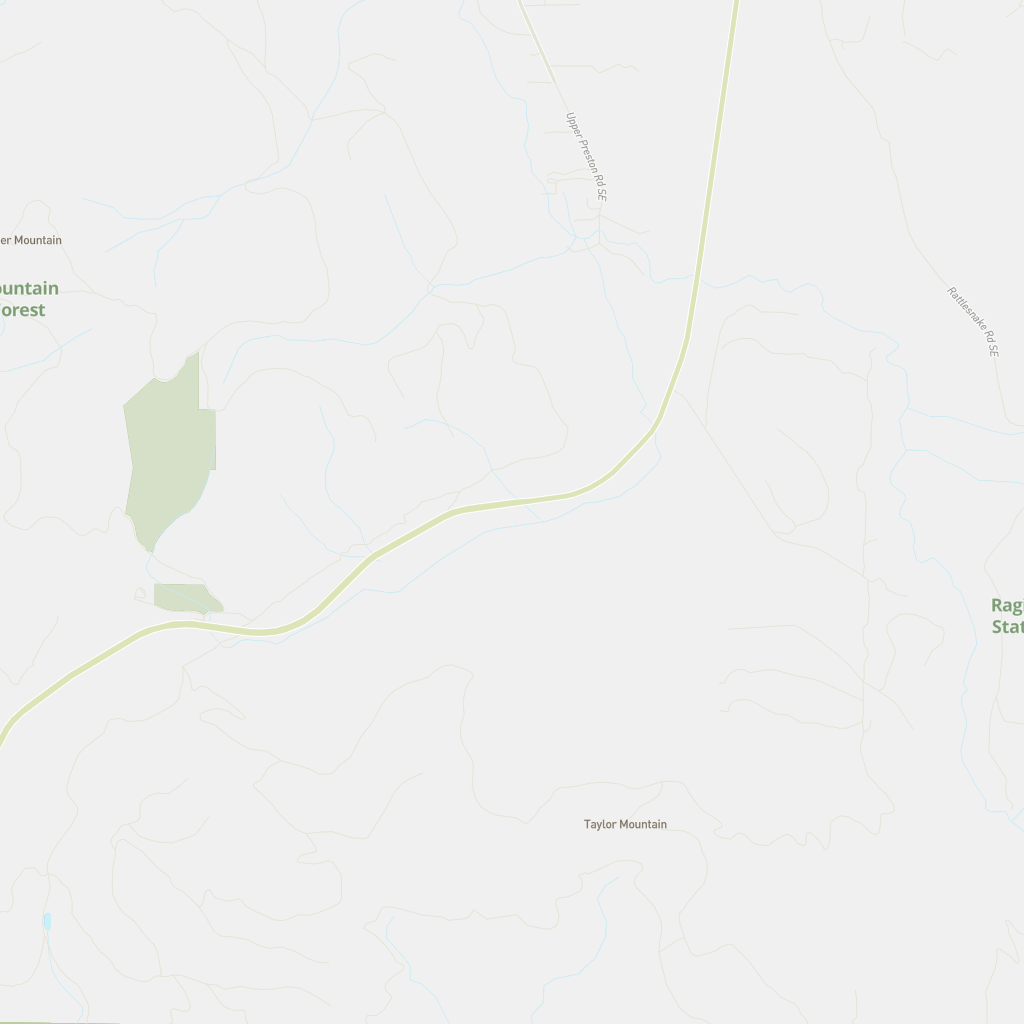 Upper Preston Rd SE
er Mountain
ountain
orest
Rattlesnake Rd SE
Ragi
Stat
Taylor Mountain